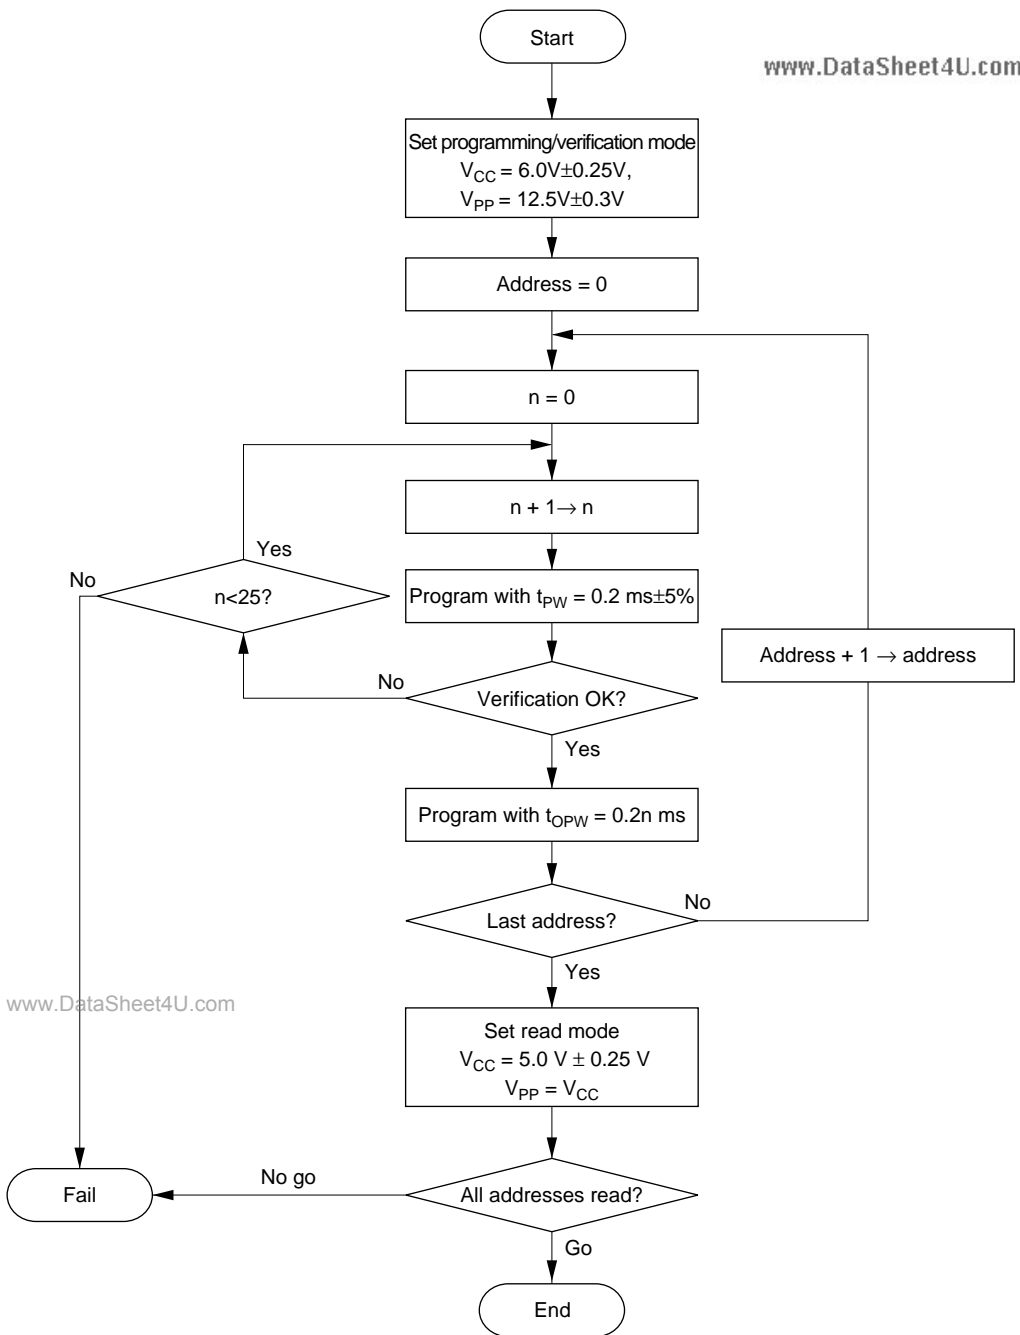 Start
www.DataSheet4U.com
Set programming/verification mode
VCC = 6.0V±0.25V,
VPP = 12.5V±0.3V
Address = 0
n = 0
n + 1→ n
Yes
No
n<25?
Program with tPW = 0.2 ms±5%
Address + 1 → address
No
Verification OK?
Yes
Program with tOPW = 0.2n ms
No
Last address?
Yes
www.DataSheet4U.com
Set read mode
VCC = 5.0 V ± 0.25 V
VPP = VCC
No go
Fail
All addresses read?
Go
End